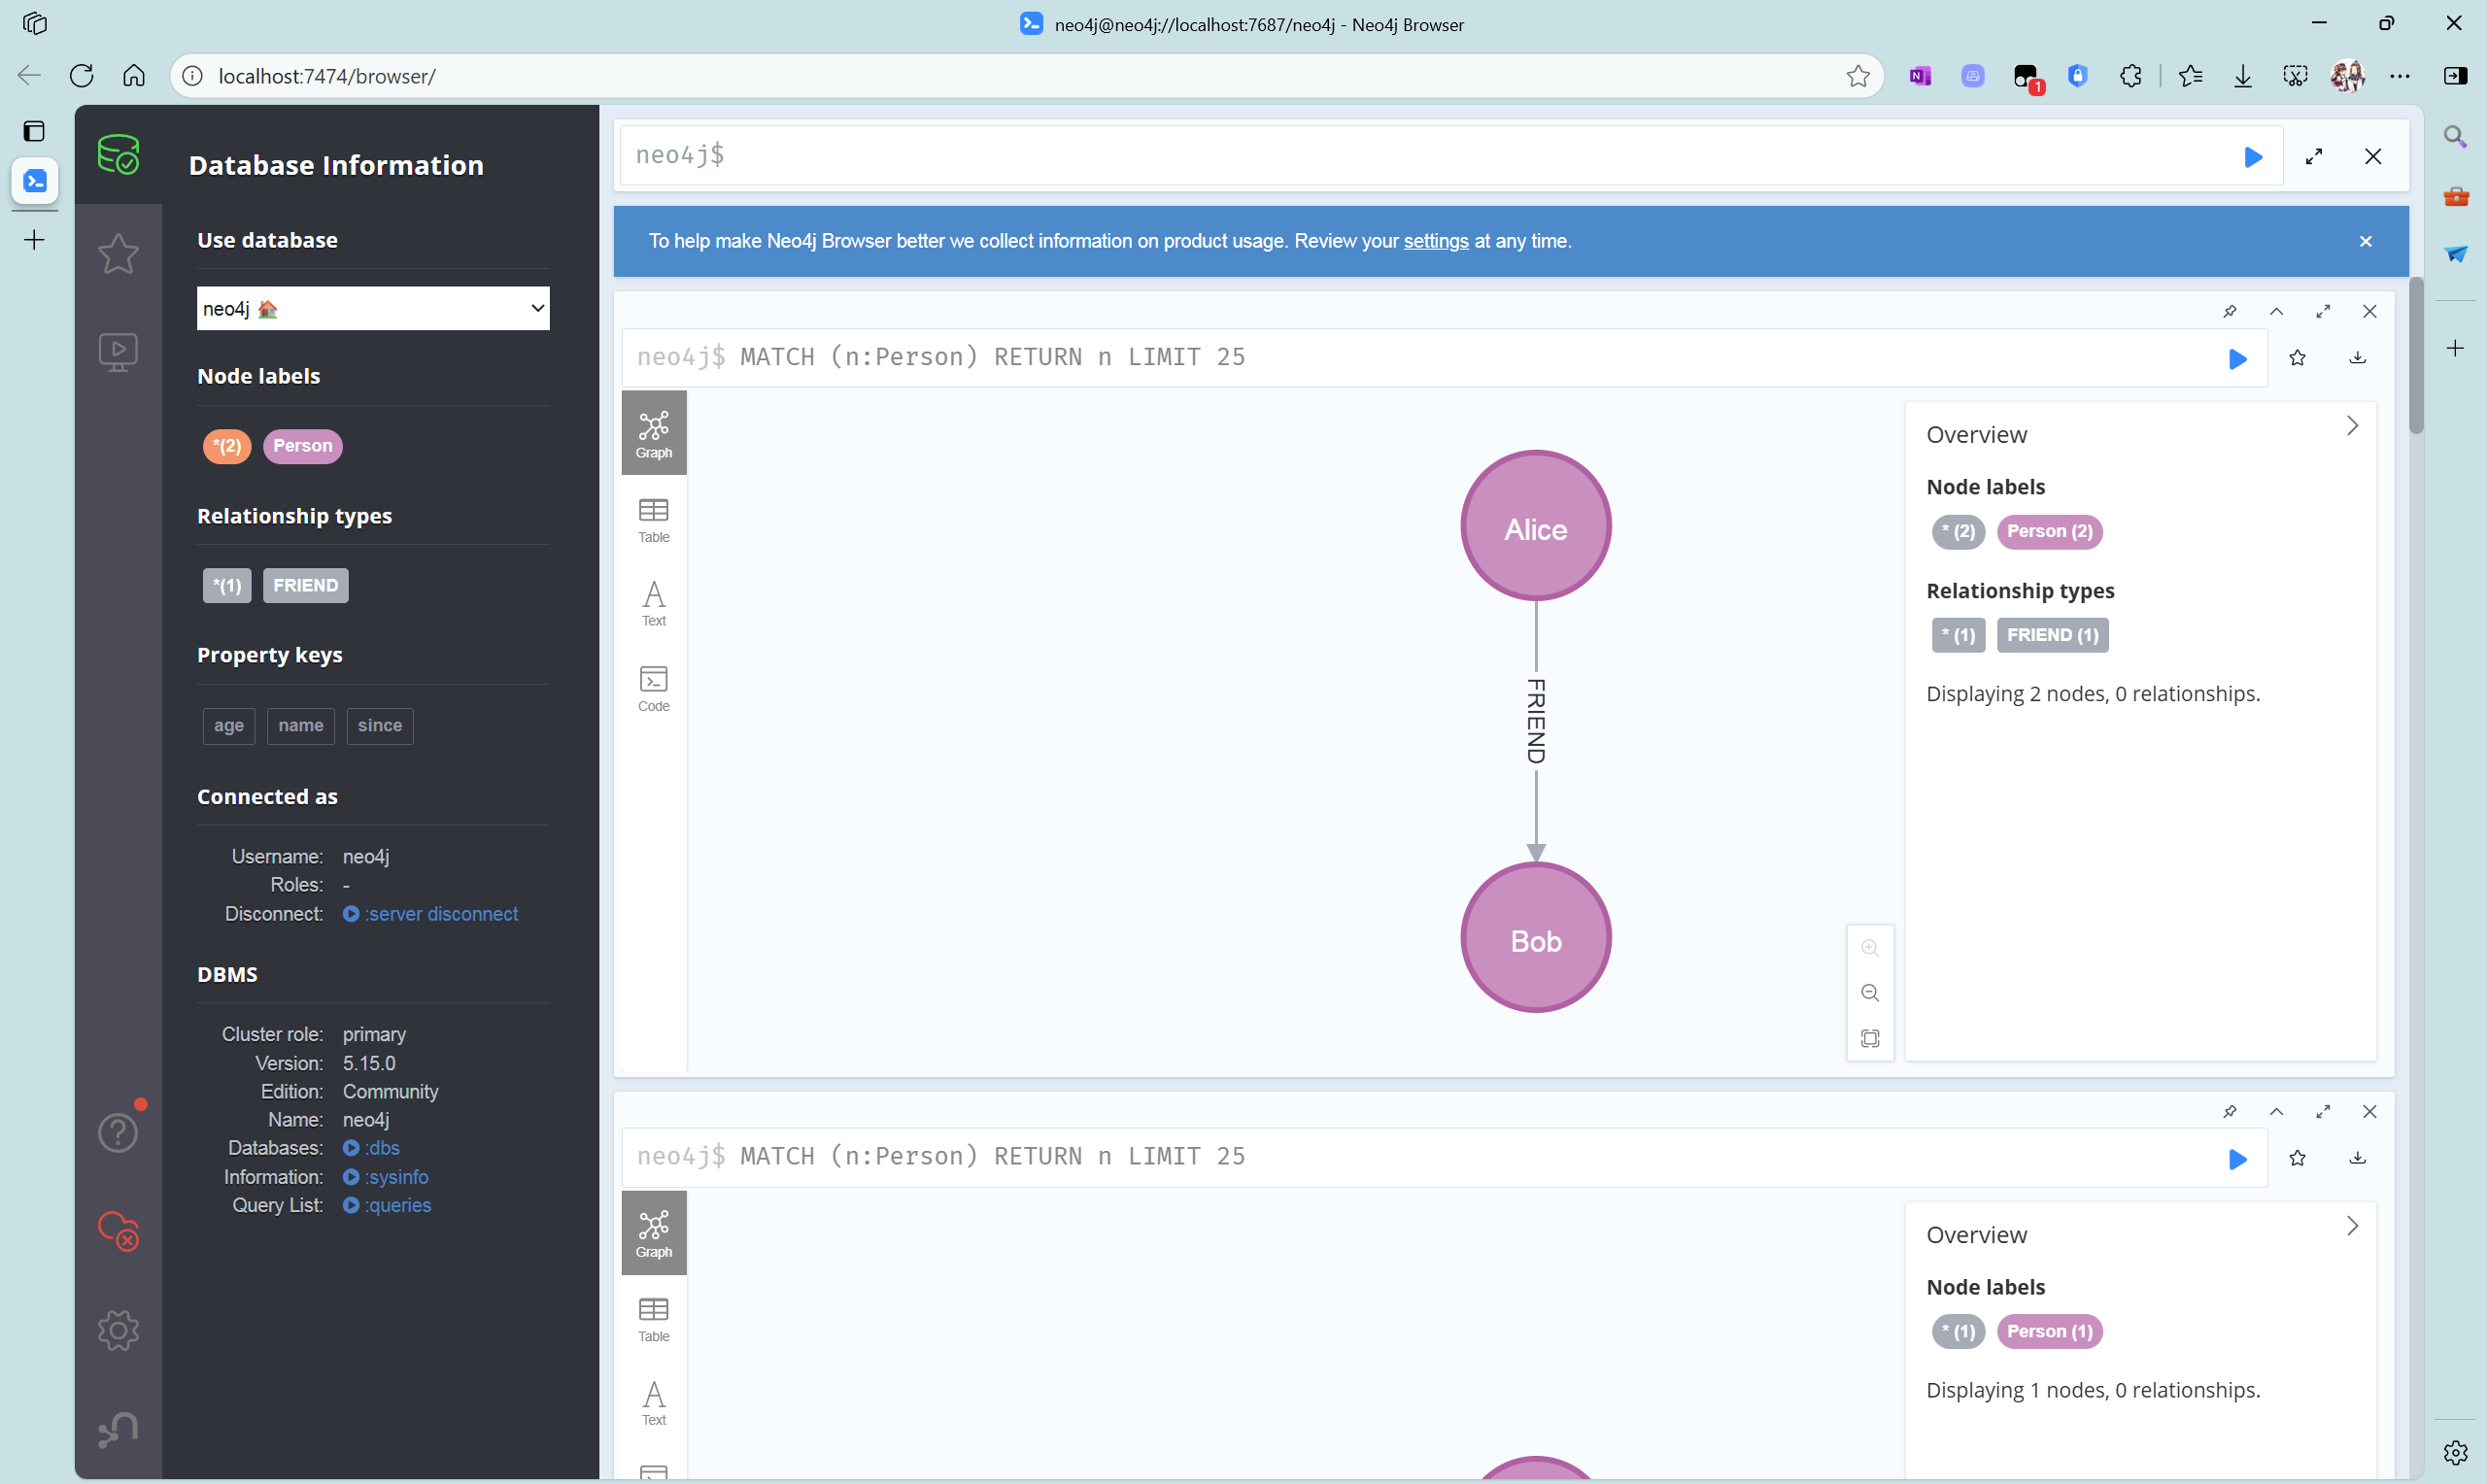 neo4j@neo4j://localhost:7687/neo4j - Neo4j Browser
localhost:7474/browser/
1
Database Information
Use database
neo4j
Node labels
*(2) Person
Relationship types
*(1) FRIEND
Property keys
age name since
Connected as
Username: neo4j
Roles: -
Disconnect: :server disconnect
DBMS
Cluster role: primary
Version: 5.15.0
Edition: Community
Name: neo4j
Databases: :dbs
Information: :sysinfo
Query List: :queries
neo4j$
To help make Neo4j Browser better we collect information on product usage. Review your settings at any time.
neo4j$ MATCH (n:Person) RETURN n LIMIT 25
Graph
Table
Text
Code
Alice
FRIEND
Bob
Overview
Node labels
* (2) Person (2)
Relationship types
* (1) FRIEND (1)
Displaying 2 nodes, 0 relationships.
neo4j$ MATCH (n:Person) RETURN n LIMIT 25
Graph
Table
Text
Overview
Node labels
* (1) Person (1)
Displaying 1 nodes, 0 relationships.